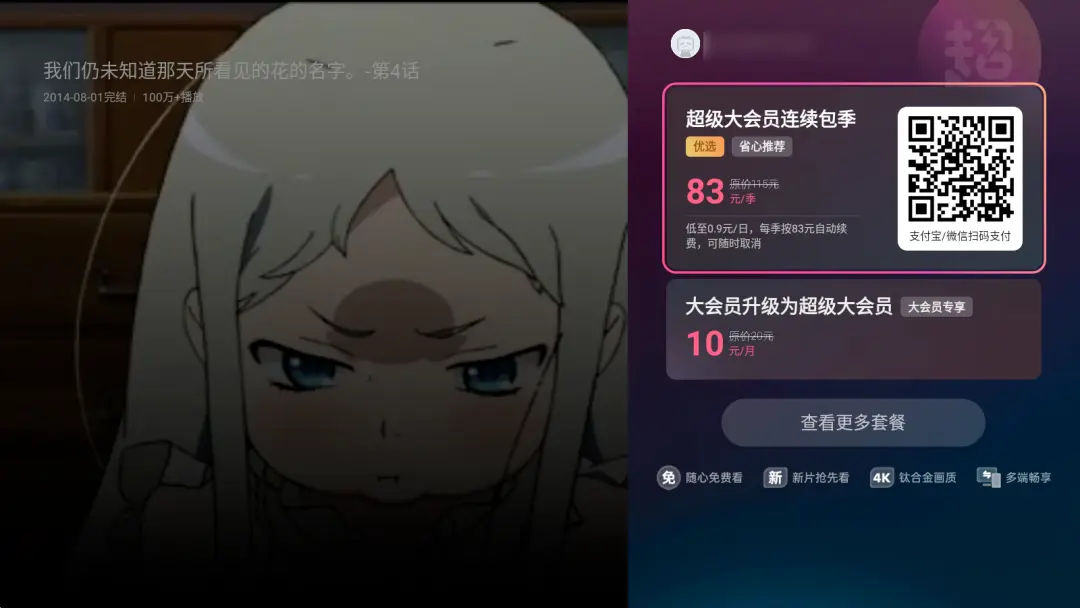 我们仍未知道那天所看见的花的名字。-第4话
2014-08-01完结 | 100万+播放
超
超级大会员连续包季
优选 省心推荐
83 原价115元
元/季
低至0.9元/日，每季按83元自动续
费，可随时取消
支付宝/微信扫码支付
大会员升级为超级大会员 大会员专享
10 原价20元
元/月
查看更多套餐
免 随心免费看 新 新片抢先看 4K 钛合金画质 多端畅享